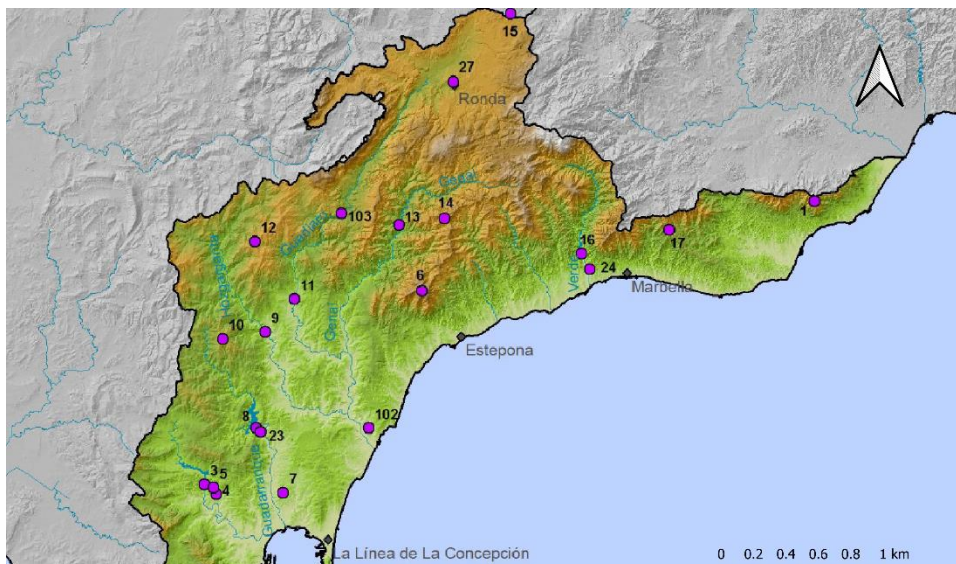 15
27
Ronda
Genal
1
14
103
13
Guadiaro
12
17
16
Hozgarganta
24
Verde
Marbella
6
11
Genal
9
10
Estepona
102
8
23
3
5
4
7
Guadarranque
La Línea de La Concepción
0 0.2 0.4 0.6 0.8 1 km